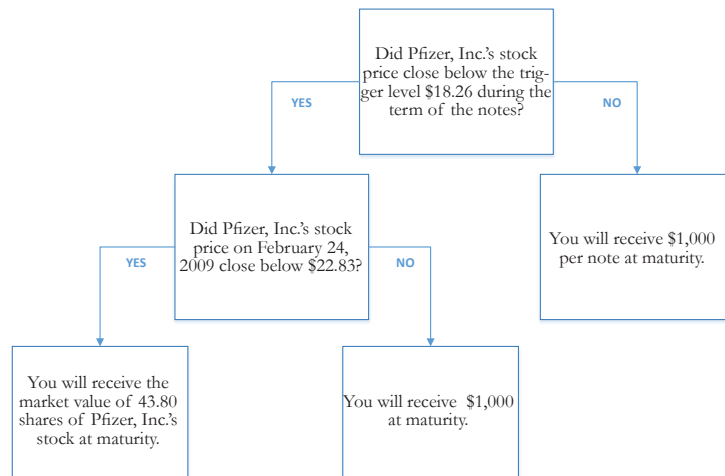 Did Pfizer, Inc.'s stock
price close below the trig-
ger level $18.26 during the
term of the notes?
YES
NO
Did Pfizer, Inc.'s stock
price on February 24,
2009 close below $22.83?
You will receive $1,000
per note at maturity.
YES
NO
You will receive the
market value of 43.80
shares of Pfizer, Inc.'s
stock at maturity.
You will receive $1,000
at maturity.